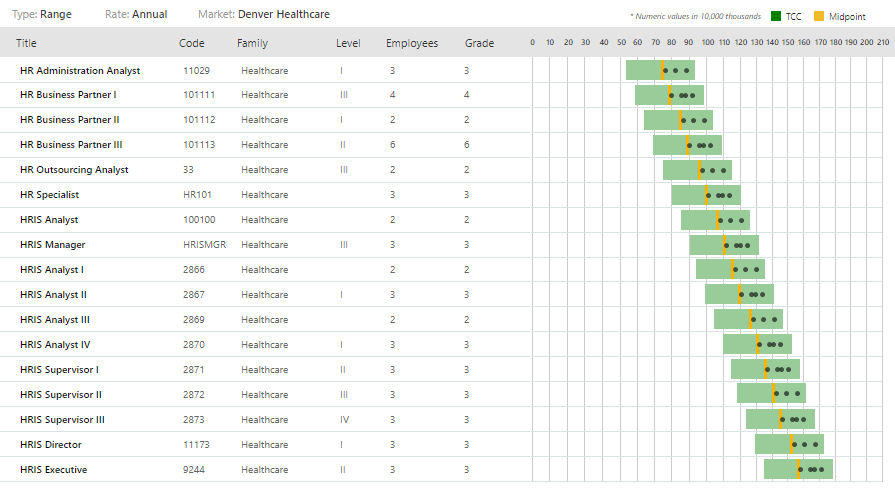 Type: Range Rate: Annual Market: Denver Healthcare * Numeric values in 10,000 thousands TCC Midpoint
Title Code Family Level Employees Grade 0 10 20 30 40 50 60 70 80 90 100 110 120 130 140 150 160 170 180 190 200 210
HR Administration Analyst 11029 Healthcare I 3 3
HR Business Partner I 101111 Healthcare III 4 4
HR Business Partner II 101112 Healthcare I 2 2
HR Business Partner III 101113 Healthcare II 6 6
HR Outsourcing Analyst 33 Healthcare III 2 2
HR Specialist HR101 Healthcare 3 3
HRIS Analyst 100100 Healthcare 2 2
HRIS Manager HRISMGR Healthcare III 3 3
HRIS Analyst I 2866 Healthcare 2 2
HRIS Analyst II 2867 Healthcare I 3 3
HRIS Analyst III 2869 Healthcare 2 2
HRIS Analyst IV 2870 Healthcare I 3 3
HRIS Supervisor I 2871 Healthcare II 3 3
HRIS Supervisor II 2872 Healthcare III 3 3
HRIS Supervisor III 2873 Healthcare IV 3 3
HRIS Director 11173 Healthcare I 3 3
HRIS Executive 9244 Healthcare II 3 3